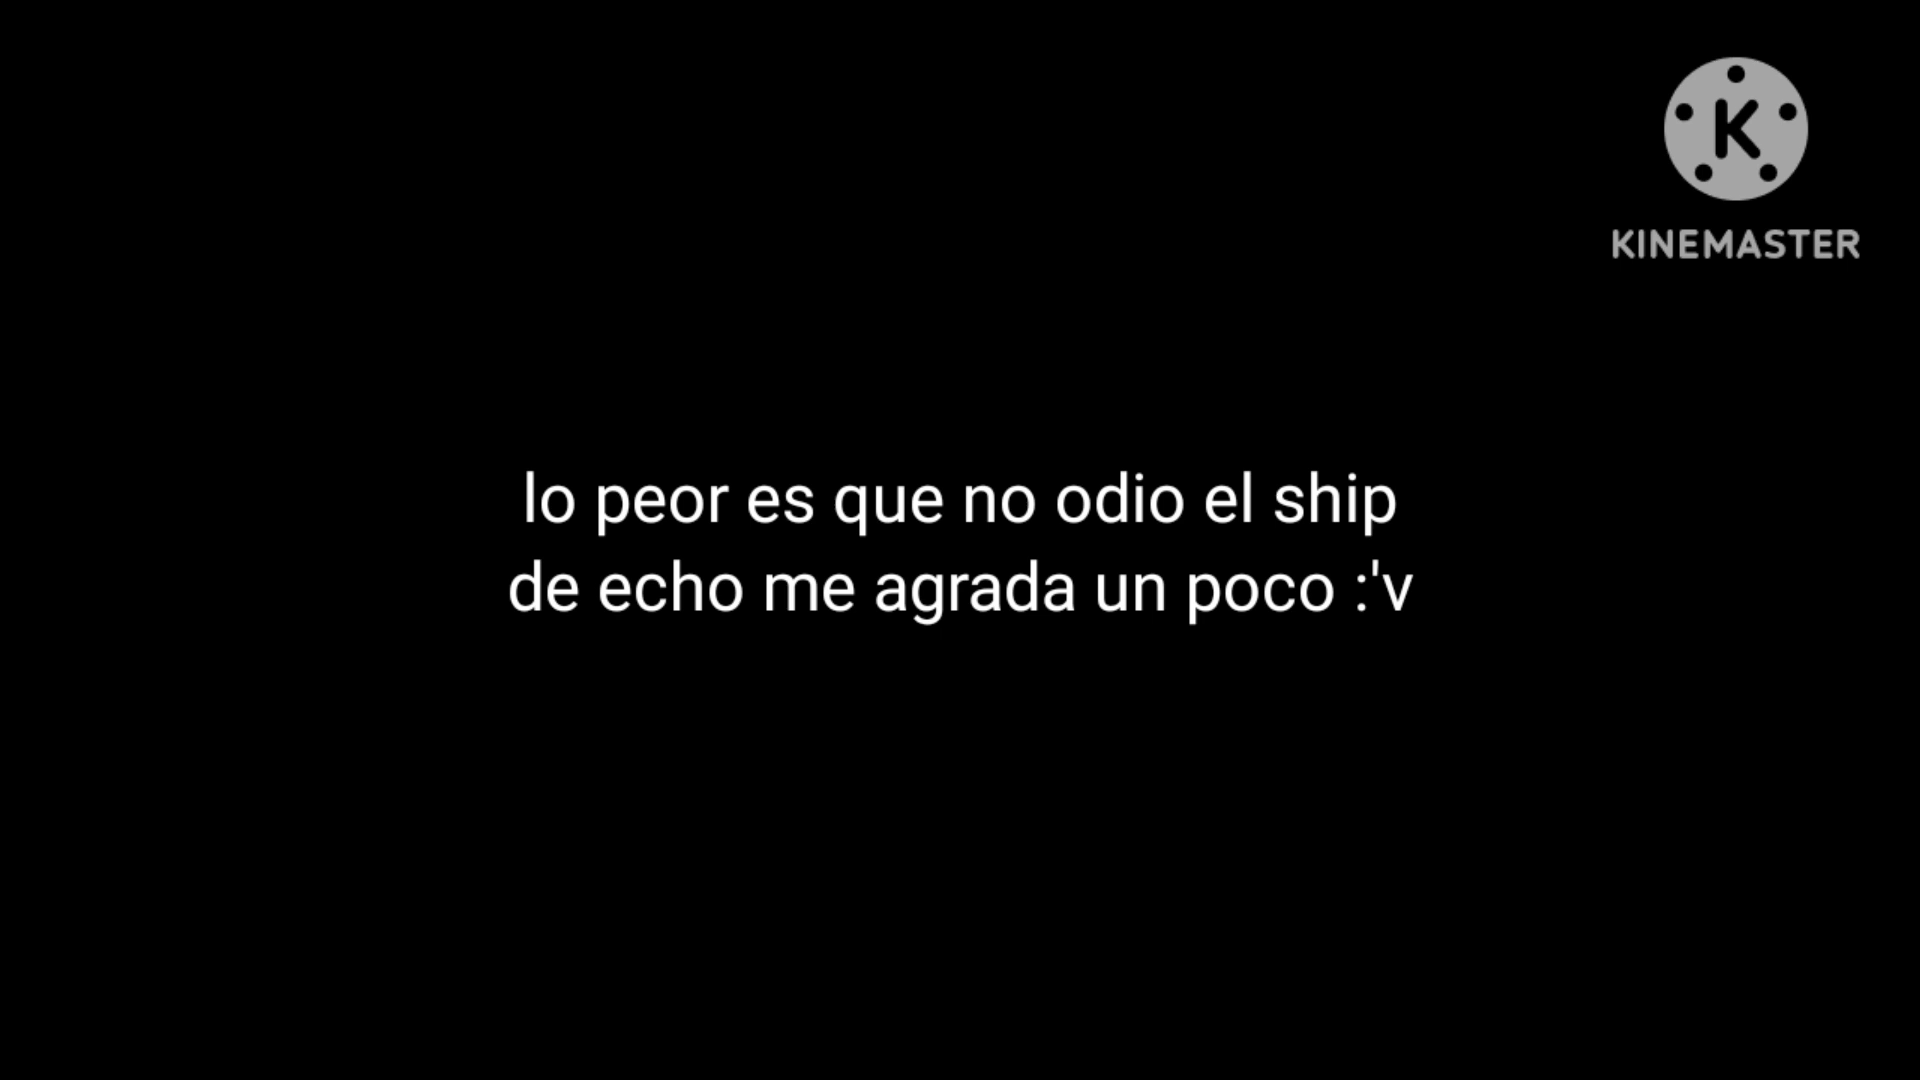 KINEMASTER
lo peor es que no odio el ship
de echo me agrada un poco :'v